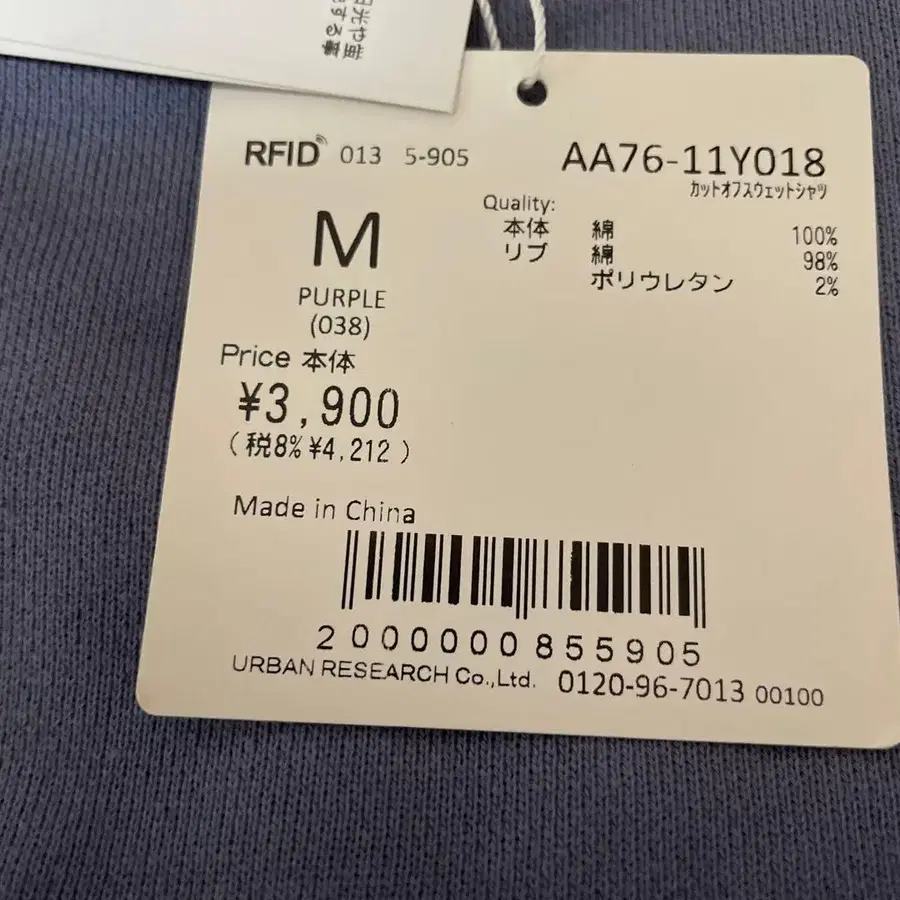 RFID 013 5-905
AA76-11Y018
カットオフスウェットシャツ
M
PURPLE
(038)
Quality:
本体 綿 100%
リブ 綿 98%
ポリウレタン 2%
Price 本体
¥3,900
(税8% ¥4,212)
Made in China
2000000855905
URBAN RESEARCH Co.,Ltd. 0120-96-7013 00100